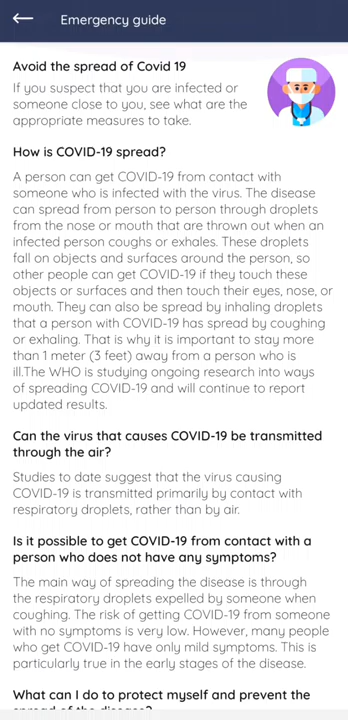 Emergency guide
Avoid the spread of Covid 19
If you suspect that you are infected or
someone close to you, see what are the
appropriate measures to take.
How is COVID-19 spread?
A person can get COVID-19 from contact with
someone who is infected with the virus. The disease
can spread from person to person through droplets
from the nose or mouth that are thrown out when an
infected person coughs or exhales. These droplets
fall on objects and surfaces around the person, so
other people can get COVID-19 if they touch these
objects or surfaces and then touch their eyes, nose, or
mouth. They can also be spread by inhaling droplets
that a person with COVID-19 has spread by coughing
or exhaling. That is why it is important to stay more
than 1 meter (3 feet) away from a person who is
ill.The WHO is studying ongoing research into ways
of spreading COVID-19 and will continue to report
updated results.
Can the virus that causes COVID-19 be transmitted
through the air?
Studies to date suggest that the virus causing
COVID-19 is transmitted primarily by contact with
respiratory droplets, rather than by air.
Is it possible to get COVID-19 from contact with a
person who does not have any symptoms?
The main way of spreading the disease is through
the respiratory droplets expelled by someone when
coughing. The risk of getting COVID-19 from someone
with no symptoms is very low. However, many people
who get COVID-19 have only mild symptoms. This is
particularly true in the early stages of the disease.
What can I do to protect myself and prevent the
spread of the disease?